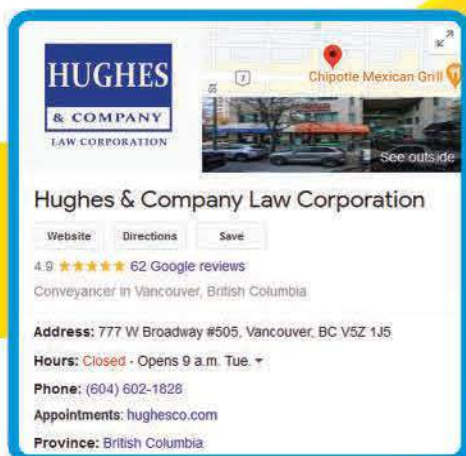 HUGHES
& COMPANY
LAW CORPORATION
St
7
Chipotle Mexican Grill
See outside
Hughes & Company Law Corporation
Website Directions Save
4.9 ★★★★★ 62 Google reviews
Conveyancer in Vancouver, British Columbia
Address: 777 W Broadway #505, Vancouver, BC V5Z 1J5
Hours: Closed - Opens 9 a.m. Tue.
Phone: (604) 602-1828
Appointments: hughesco.com
Province: British Columbia